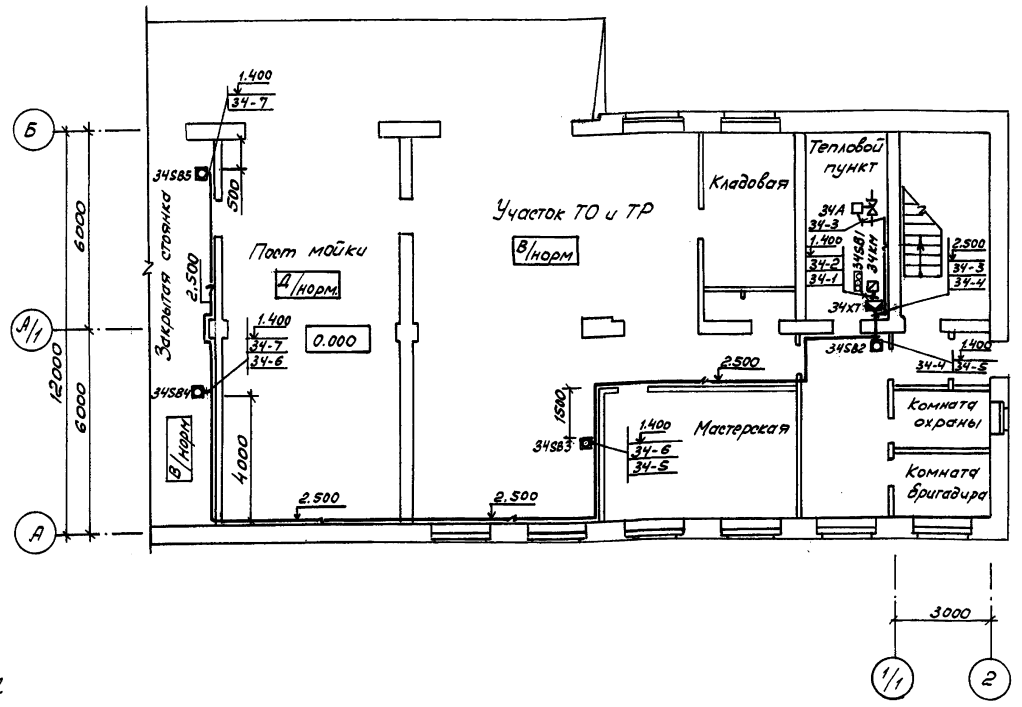 Б
А/1
А
6000
6000
12000
1.400
34-7
34SB5
500
Закрытая стоянка
2.500
Пост мойки
Д/норм.
0.000
1.400
34-7
34-6
34SB4
В/норм
4000
2.500
2.500
Участок ТО и ТР
В/норм
Кладовая
Тепловой
пункт
34А
34-3
1.400
34-2
34-1
34SB1
34КМ
34ХТ
2.500
34-3
34-4
34SB2
1.400
34-4
34-5
2.500
1500
34SB3
1.400
34-6
34-5
Мастерская
Комната
охраны
Комната
бригадира
3000
1/1
2